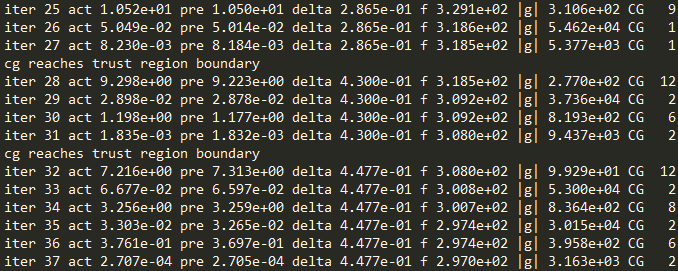 iter 25 act 1.052e+01 pre 1.050e+01 delta 2.865e-01 f 3.291e+02 |g| 3.106e+02 CG 9
iter 26 act 5.049e-02 pre 5.014e-02 delta 2.865e-01 f 3.186e+02 |g| 5.462e+04 CG 1
iter 27 act 8.230e-03 pre 8.184e-03 delta 2.865e-01 f 3.185e+02 |g| 5.377e+03 CG 1
cg reaches trust region boundary
iter 28 act 9.298e+00 pre 9.223e+00 delta 4.300e-01 f 3.185e+02 |g| 2.770e+02 CG 12
iter 29 act 2.898e-02 pre 2.878e-02 delta 4.300e-01 f 3.092e+02 |g| 3.736e+04 CG 2
iter 30 act 1.198e+00 pre 1.177e+00 delta 4.300e-01 f 3.092e+02 |g| 8.193e+02 CG 6
iter 31 act 1.835e-03 pre 1.832e-03 delta 4.300e-01 f 3.080e+02 |g| 9.437e+03 CG 2
cg reaches trust region boundary
iter 32 act 7.216e+00 pre 7.313e+00 delta 4.477e-01 f 3.080e+02 |g| 9.929e+01 CG 12
iter 33 act 6.677e-02 pre 6.597e-02 delta 4.477e-01 f 3.008e+02 |g| 5.300e+04 CG 2
iter 34 act 3.256e+00 pre 3.259e+00 delta 4.477e-01 f 3.007e+02 |g| 8.364e+02 CG 8
iter 35 act 3.303e-02 pre 3.265e-02 delta 4.477e-01 f 2.974e+02 |g| 3.015e+04 CG 2
iter 36 act 3.761e-01 pre 3.697e-01 delta 4.477e-01 f 2.974e+02 |g| 3.958e+02 CG 6
iter 37 act 2.707e-04 pre 2.705e-04 delta 4.477e-01 f 2.970e+02 |g| 3.163e+03 CG 2